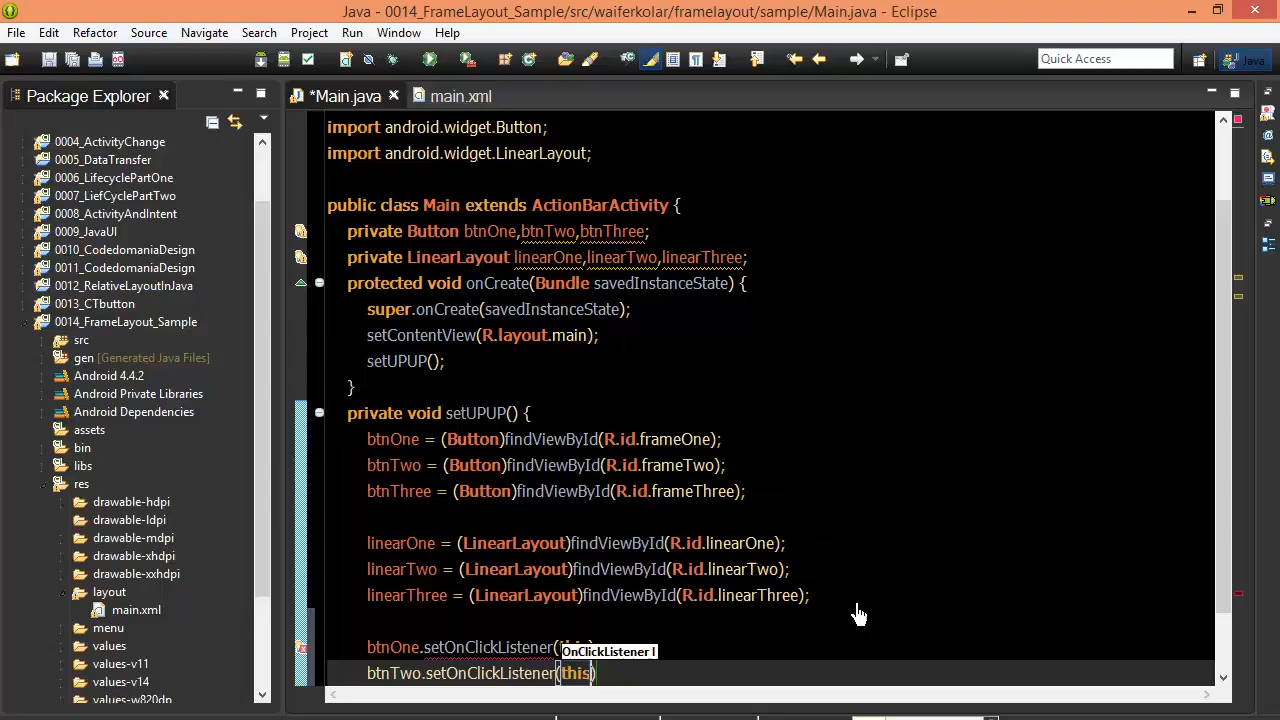 Java - 0014_FrameLayout_Sample/src/waiferkolar/framelayout/sample/Main.java - Eclipse
File Edit Refactor Source Navigate Search Project Run Window Help
Quick Access
Java
Package Explorer
*Main.java
main.xml
0004_ActivityChange
0005_DataTransfer
0006_LifecyclePartOne
0007_LiefCyclePartTwo
0008_ActivityAndIntent
0009_JavaUI
0010_CodedomaniaDesign
0011_CodedomaniaDesign
0012_RelativeLayoutInJava
0013_CTbutton
0014_FrameLayout_Sample
src
gen [Generated Java Files]
Android 4.4.2
Android Private Libraries
Android Dependencies
assets
bin
libs
res
drawable-hdpi
drawable-ldpi
drawable-mdpi
drawable-xhdpi
drawable-xxhdpi
layout
main.xml
menu
values
values-v11
values-v14
values-w820dp
import android.widget.Button;
import android.widget.LinearLayout;
public class Main extends ActionBarActivity {
private Button btnOne,btnTwo,btnThree;
private LinearLayout linearOne,linearTwo,linearThree;
protected void onCreate(Bundle savedInstanceState) {
super.onCreate(savedInstanceState);
setContentView(R.layout.main);
setUPUP();
}
private void setUPUP() {
btnOne = (Button)findViewById(R.id.frameOne);
btnTwo = (Button)findViewById(R.id.frameTwo);
btnThree = (Button)findViewById(R.id.frameThree);
linearOne = (LinearLayout)findViewById(R.id.linearOne);
linearTwo = (LinearLayout)findViewById(R.id.linearTwo);
linearThree = (LinearLayout)findViewById(R.id.linearThree);
btnOne.setOnClickListener(
OnClickListener l
btnTwo.setOnClickListener(this)